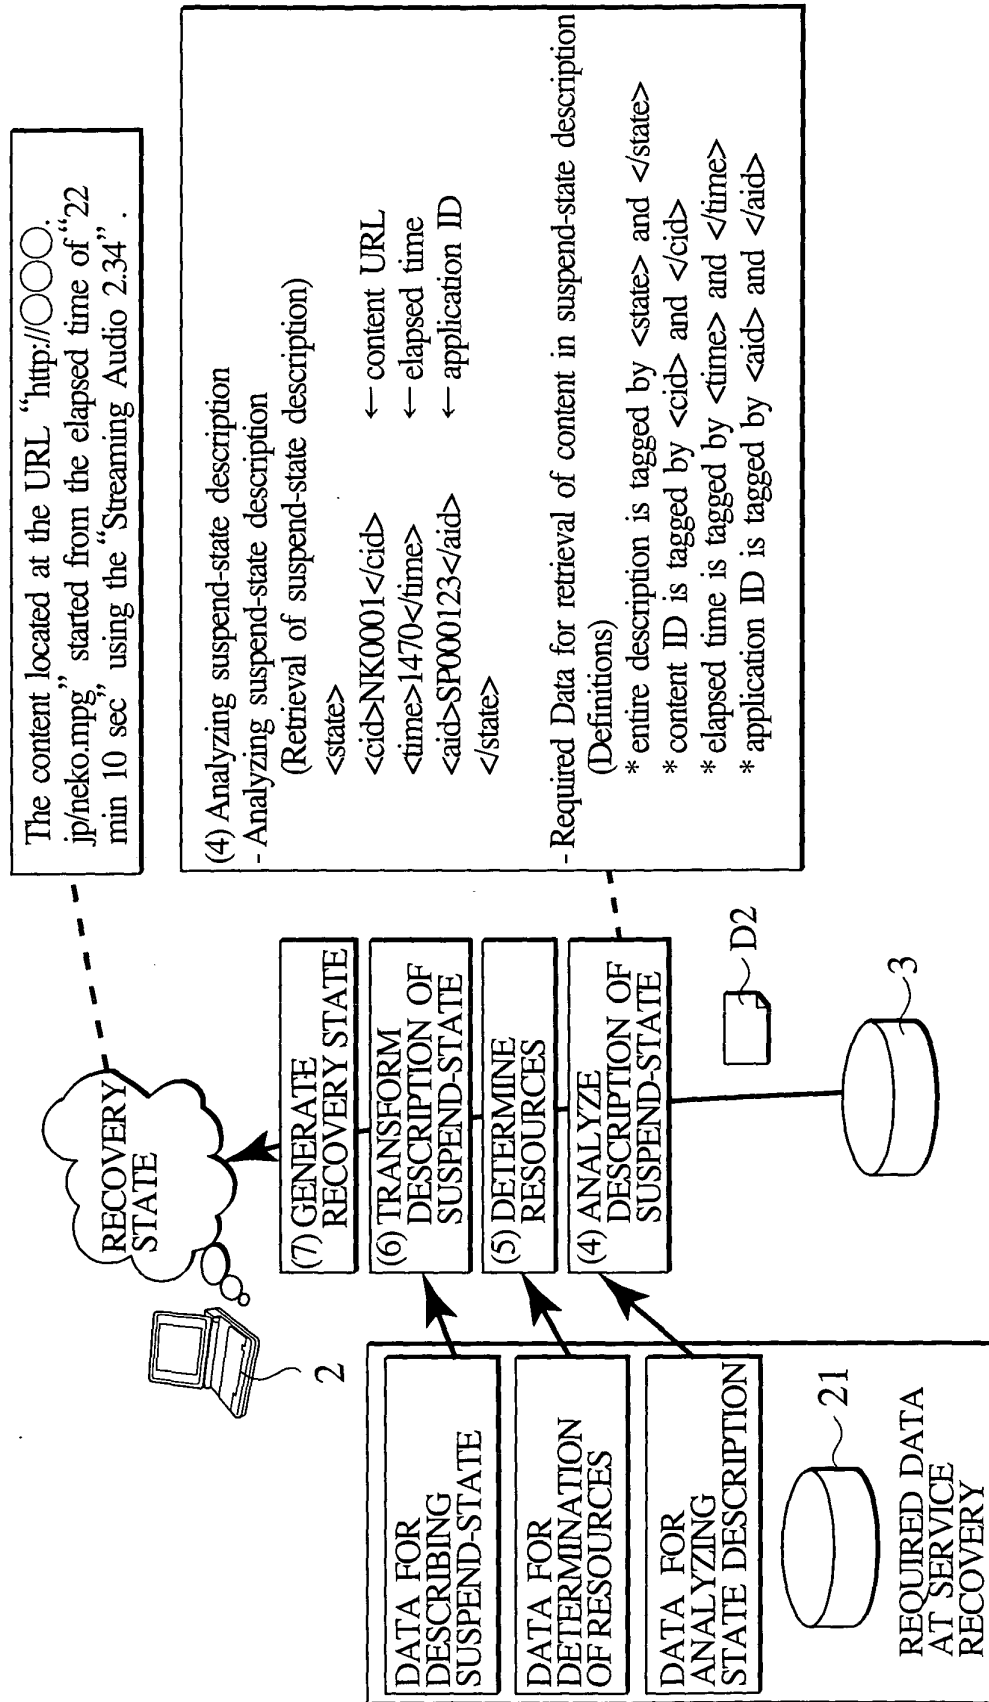 The content located at the URL “http://○○○.
jp/neko.mpg” started from the elapsed time of “22
min 10 sec” using the “Streaming Audio 2.34”.
RECOVERY
STATE
2
(7) GENERATE
RECOVERY STATE
(6) TRANSFORM
DESCRIPTION OF
SUSPEND-STATE
(5) DETERMINE
RESOURCES
(4) ANALYZE
DESCRIPTION OF
SUSPEND-STATE
D2
3
(4) Analyzing suspend-state description
- Analyzing suspend-state description
(Retrieval of suspend-state description)
<state>
<cid>NK0001</cid> ← content URL
<time>1470</time> ← elapsed time
<aid>SP000123</aid> ← application ID
</state>
- Required Data for retrieval of content in suspend-state description
(Definitions)
* entire description is tagged by <state> and </state>
* content ID is tagged by <cid> and </cid>
* elapsed time is tagged by <time> and </time>
* application ID is tagged by <aid> and </aid>
DATA FOR
DESCRIBING
SUSPEND-STATE
DATA FOR
DETERMINATION
OF RESOURCES
DATA FOR
ANALYZING
STATE DESCRIPTION
21
REQUIRED DATA
AT SERVICE
RECOVERY